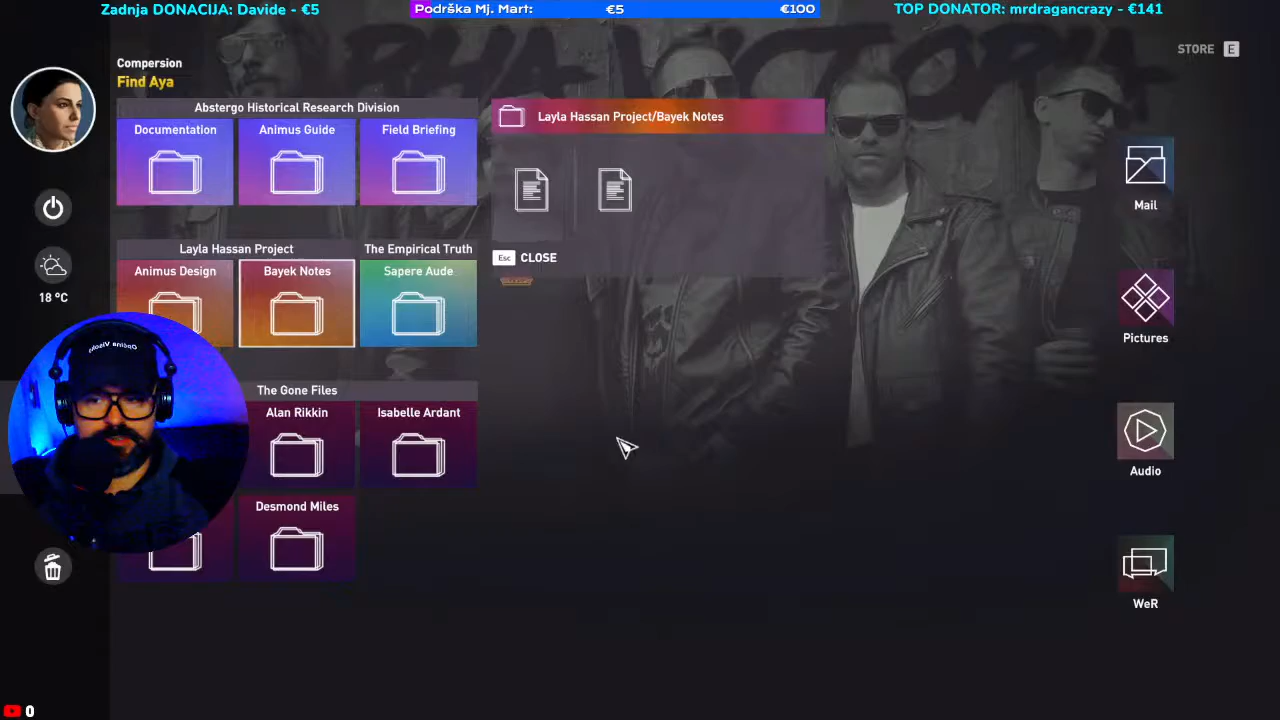 Zadnja DONACIJA: Davide - €5
Podrška Mj. Mart: €5 €100
TOP DONATOR: mrdragancrazy - €141
Compersion
Find Aya
STORE E
Abstergo Historical Research Division
Documentation
Animus Guide
Field Briefing
Layla Hassan Project/Bayek Notes
Esc CLOSE
Layla Hassan Project
The Empirical Truth
Animus Design
Bayek Notes
Sapere Aude
18 °C
The Gone Files
Alan Rikkin
Isabelle Ardant
Desmond Miles
Mail
Pictures
Audio
WeR
0